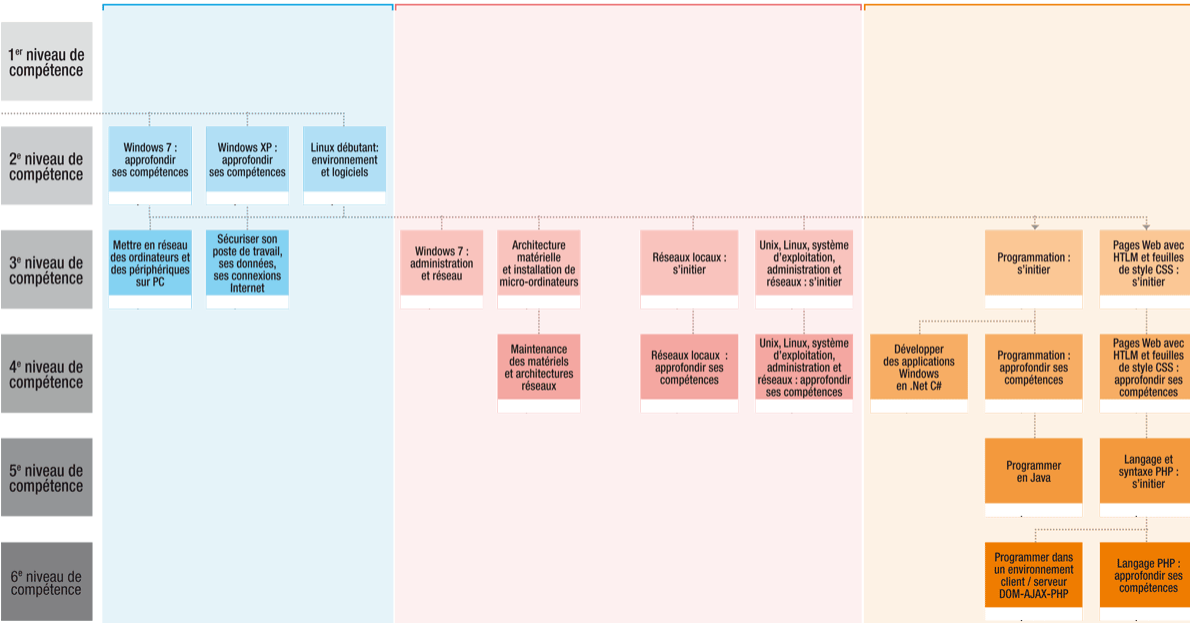 1er niveau de
compétence
2e niveau de
compétence
Windows 7 :
approfondir
ses compétences
Windows XP :
approfondir
ses compétences
Linux débutant:
environnement
et logiciels
3e niveau de
compétence
Mettre en réseau
des ordinateurs et
des périphériques
sur PC
Sécuriser son
poste de travail,
ses données,
ses connexions
Internet
Windows 7 :
administration
et réseau
Architecture
matérielle
et installation de
micro-ordinateurs
Réseaux locaux :
s'initier
Unix, Linux, système
d'exploitation,
administration et
réseaux : s'initier
Programmation :
s'initier
Pages Web avec
HTLM et feuilles
de style CSS :
s'initier
4e niveau de
compétence
Maintenance
des matériels
et architectures
réseaux
Réseaux locaux :
approfondir ses
compétences
Unix, Linux, système
d'exploitation,
administration et
réseaux : approfondir
ses compétences
Développer
des applications
Windows
en .Net C#
Programmation :
approfondir ses
compétences
Pages Web avec
HTLM et feuilles
de style CSS :
approfondir ses
compétences
5e niveau de
compétence
Programmer
en Java
Langage et
syntaxe PHP :
s'initier
6e niveau de
compétence
Programmer dans
un environnement
client / serveur
DOM-AJAX-PHP
Langage PHP :
approfondir ses
compétences